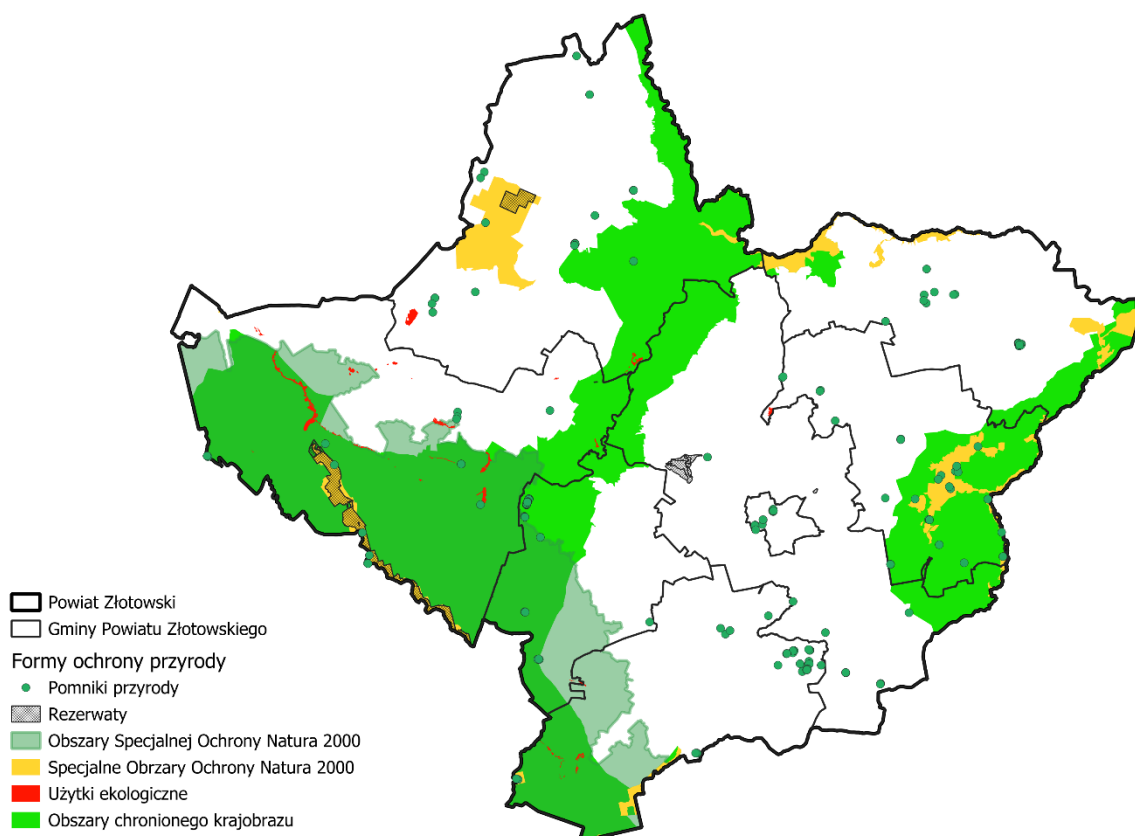 Powiat Złotowski
Gminy Powiatu Złotowskiego
Formy ochrony przyrody
Pomniki przyrody
Rezerwaty
Obszary Specjalnej Ochrony Natura 2000
Specjalne Obrzary Ochrony Natura 2000
Użytki ekologiczne
Obszary chronionego krajobrazu